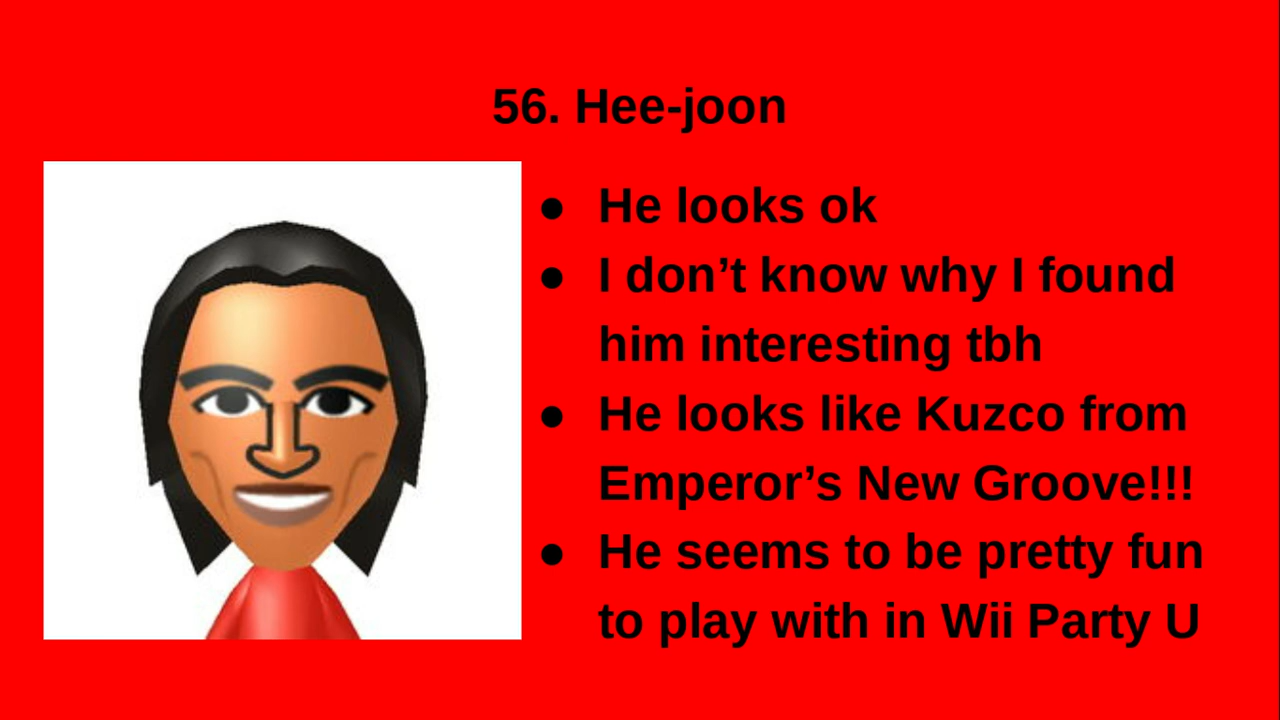 56. Hee-joon
● He looks ok
● I don’t know why I found
him interesting tbh
● He looks like Kuzco from
Emperor’s New Groove!!!
● He seems to be pretty fun
to play with in Wii Party U